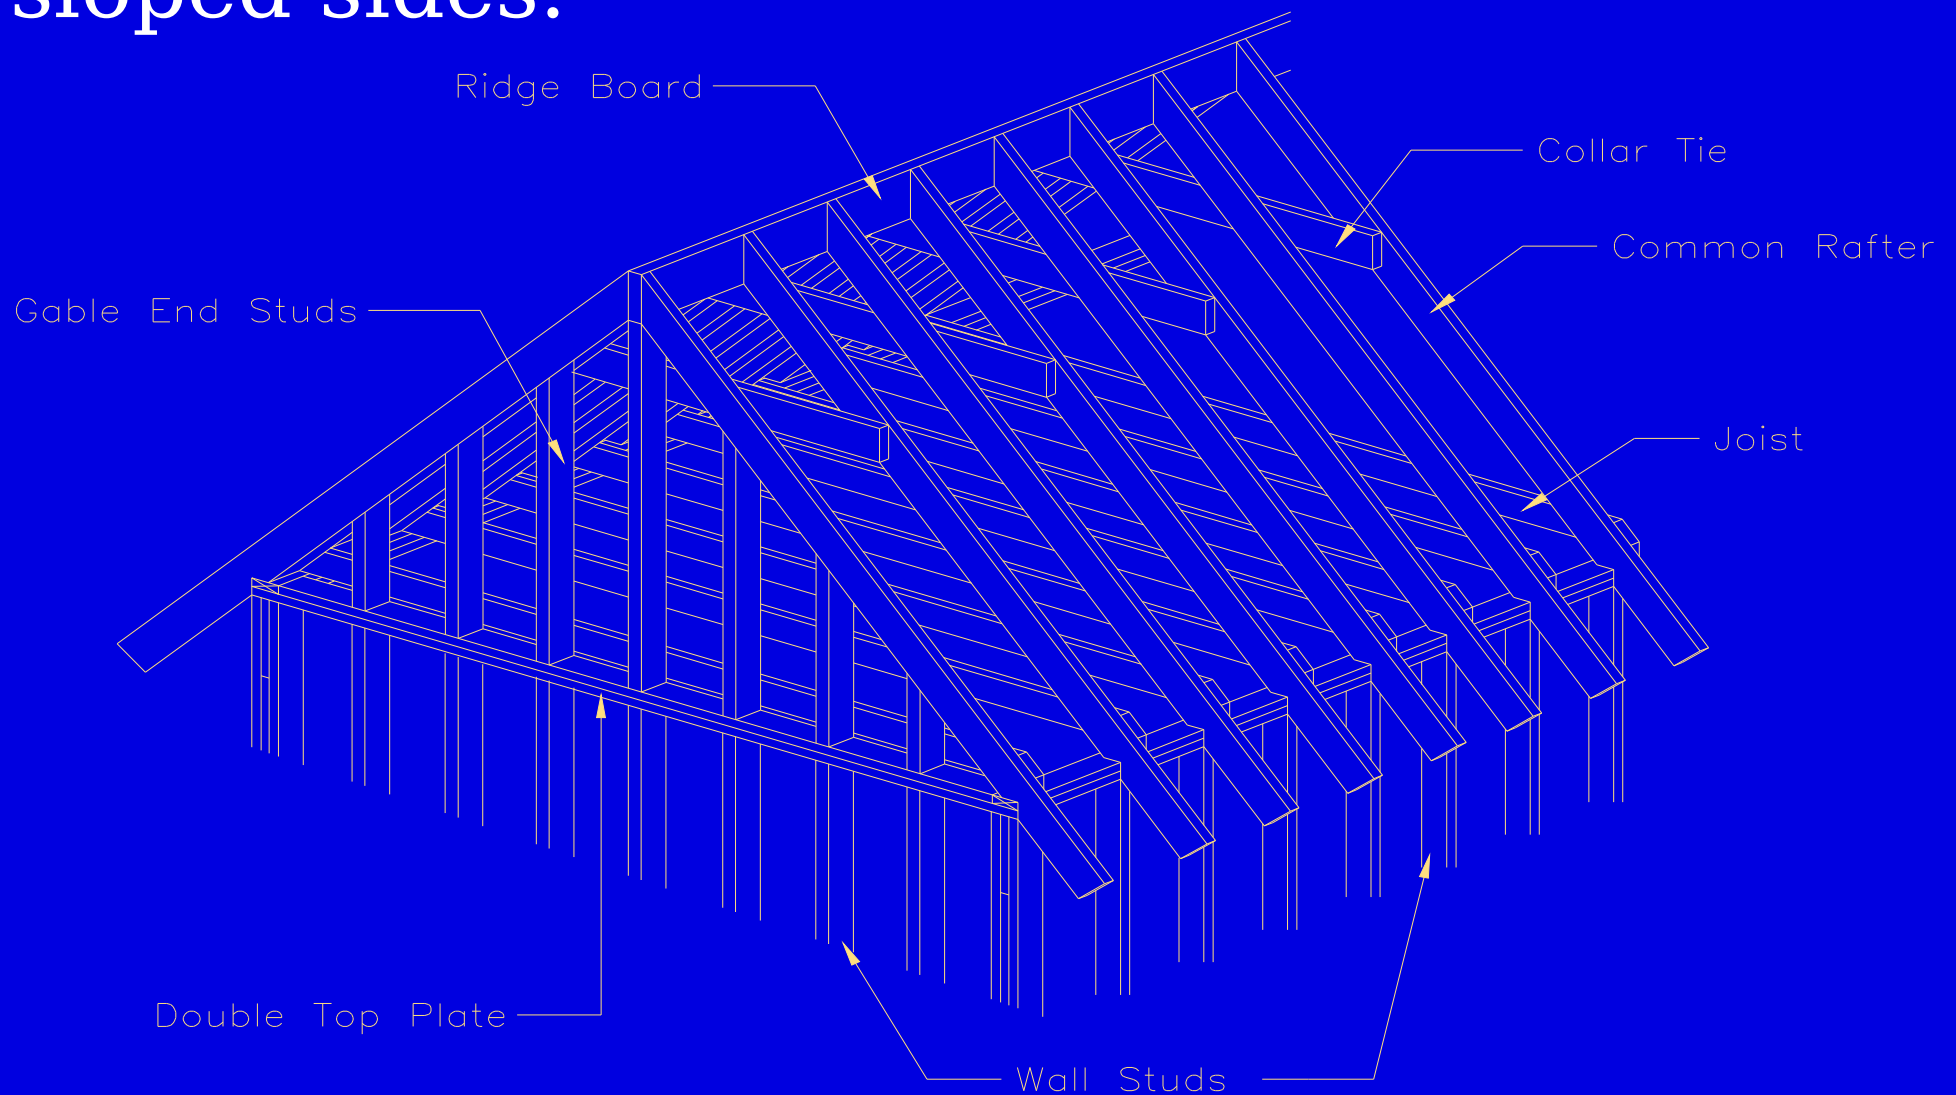 sloped sides.
Ridge Board
Collar Tie
Common Rafter
Gable End Studs
Joist
Double Top Plate
Wall Studs